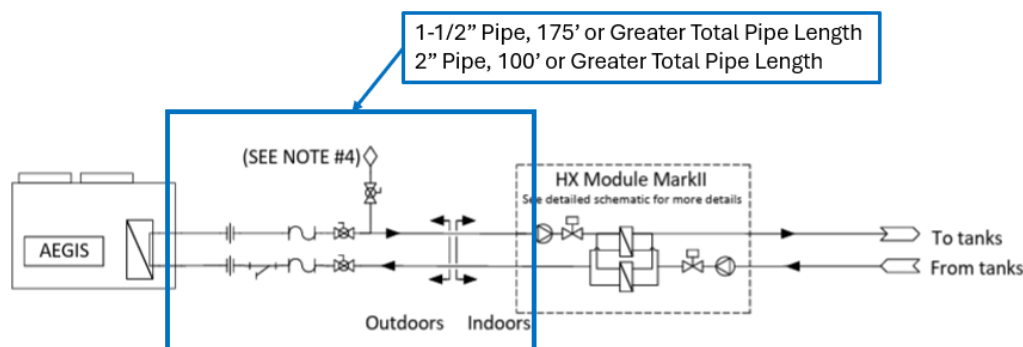 1-1/2” Pipe, 175’ or Greater Total Pipe Length
2” Pipe, 100’ or Greater Total Pipe Length
(SEE NOTE #4)
HX Module MarkII
See detailed schematic for more details
AEGIS
To tanks
From tanks
Outdoors
Indoors